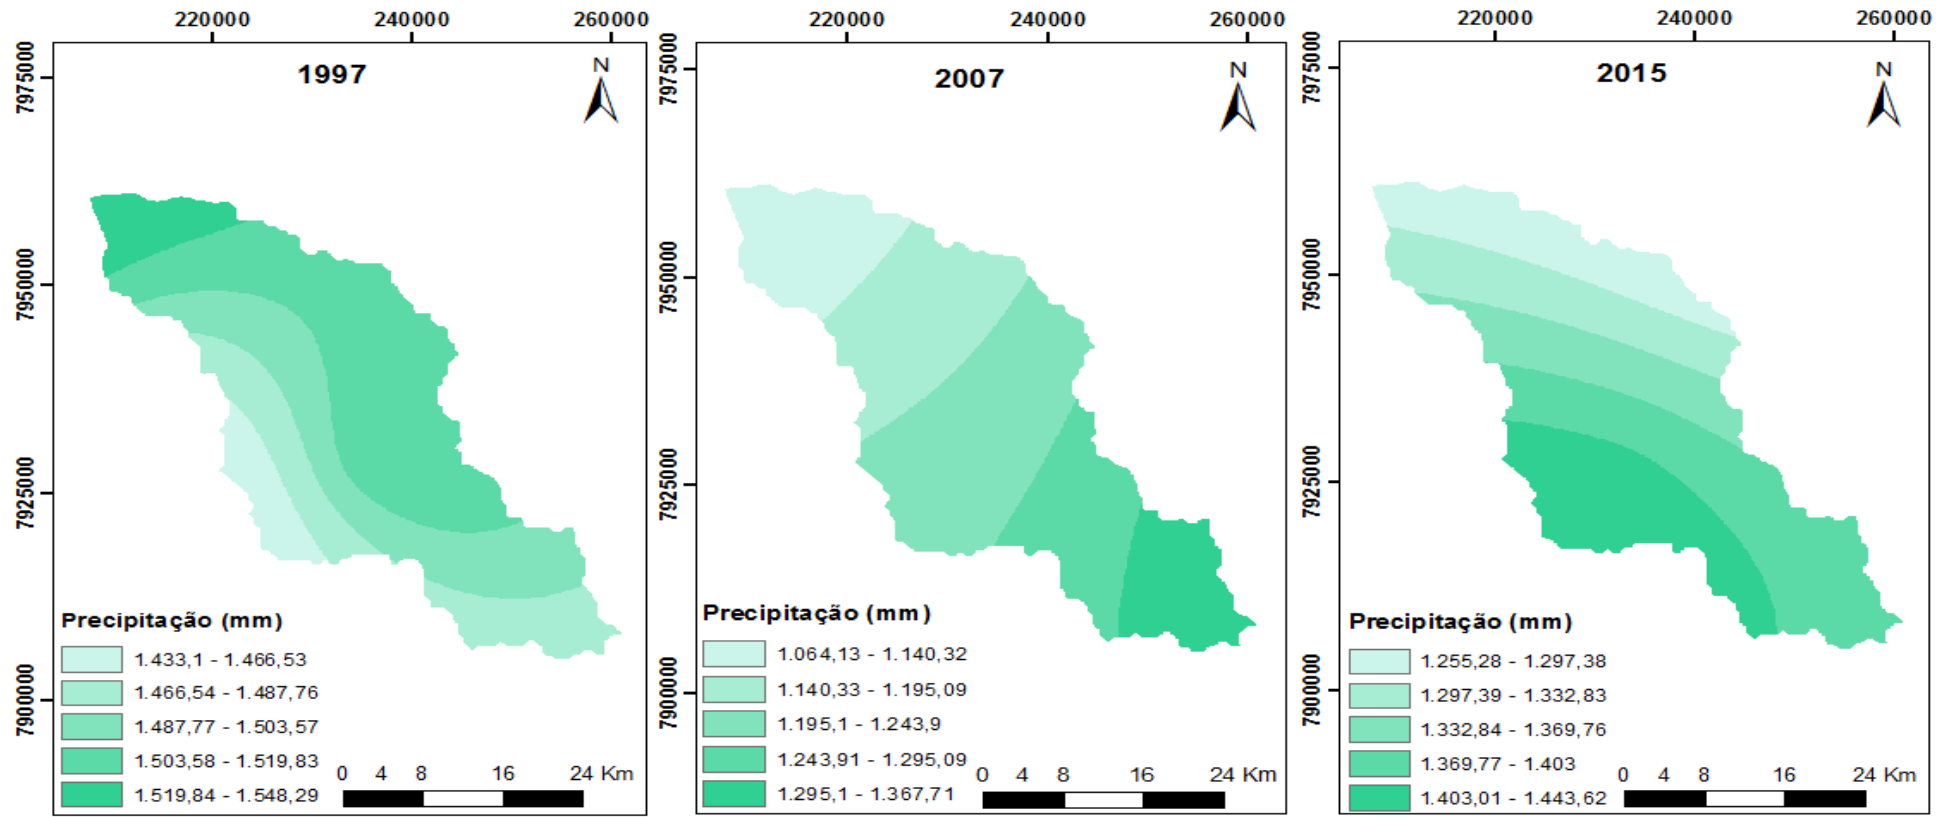 220000 240000 260000
1997
N
7975000
7950000
7925000
7900000
Precipitação (mm)
1.433,1 - 1.466,53
1.466,54 - 1.487,76
1.487,77 - 1.503,57
1.503,58 - 1.519,83
1.519,84 - 1.548,29
0 4 8 16 24 Km
220000 240000 260000
2007
N
7975000
7950000
7925000
7900000
Precipitação (mm)
1.064,13 - 1.140,32
1.140,33 - 1.195,09
1.195,1 - 1.243,9
1.243,91 - 1.295,09
1.295,1 - 1.367,71
0 4 8 16 24 Km
220000 240000 260000
2015
N
7975000
7950000
7925000
7900000
Precipitação (mm)
1.255,28 - 1.297,38
1.297,39 - 1.332,83
1.332,84 - 1.369,76
1.369,77 - 1.403
1.403,01 - 1.443,62
0 4 8 16 24 Km